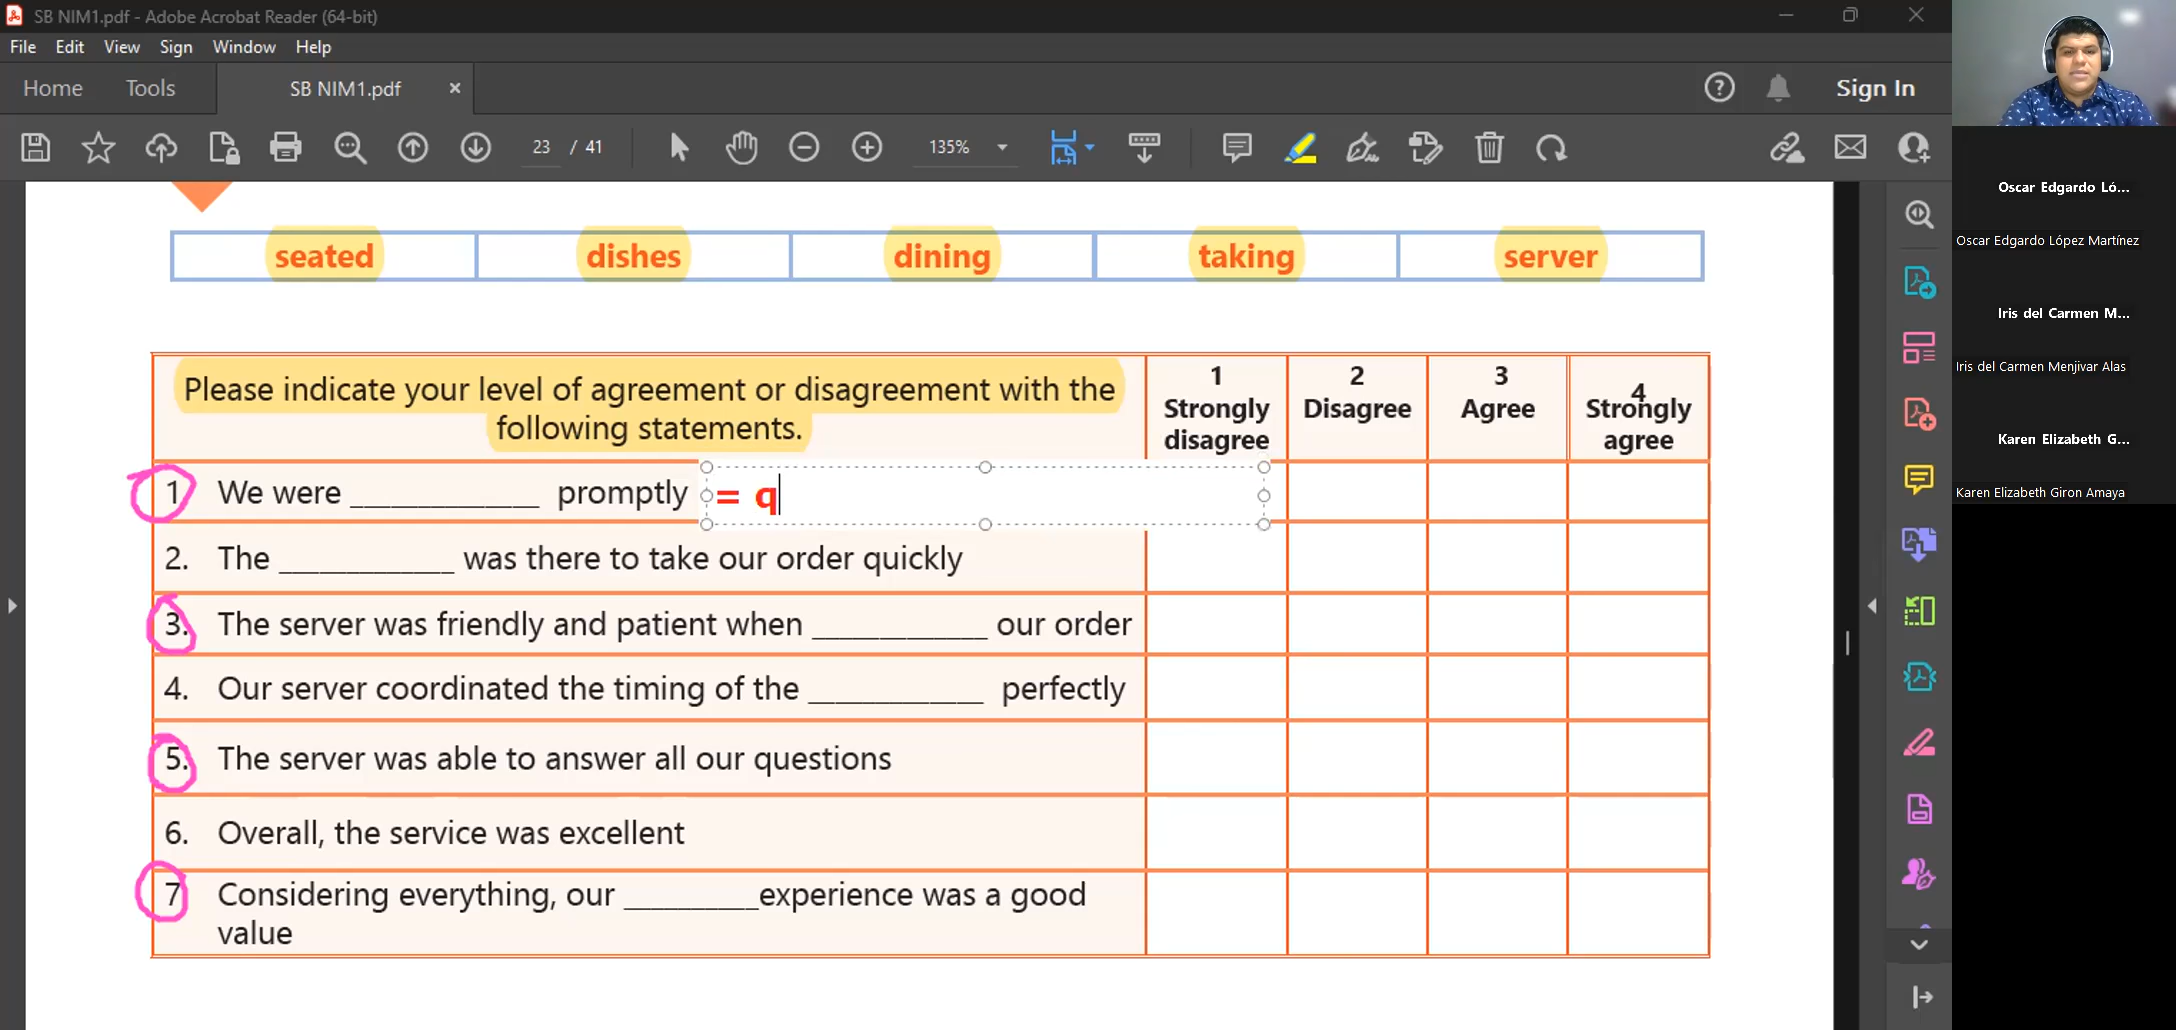 SB NIM1.pdf - Adobe Acrobat Reader (64-bit)
File Edit View Sign Window Help
Home Tools SB NIM1.pdf × Sign In
23 / 41 135%
Oscar Edgardo Ló...
Oscar Edgardo López Martínez
Iris del Carmen M...
Iris del Carmen Menjivar Alas
Karen Elizabeth G...
Karen Elizabeth Giron Amaya
seated dishes dining taking server
Please indicate your level of agreement or disagreement with the
following statements.
1
Strongly
disagree
2
Disagree
3
Agree
4
Strongly
agree
1 We were ____________ promptly = q
2. The ___________ was there to take our order quickly
3. The server was friendly and patient when ___________ our order
4. Our server coordinated the timing of the ___________ perfectly
5. The server was able to answer all our questions
6. Overall, the service was excellent
7 Considering everything, our _________experience was a good
value